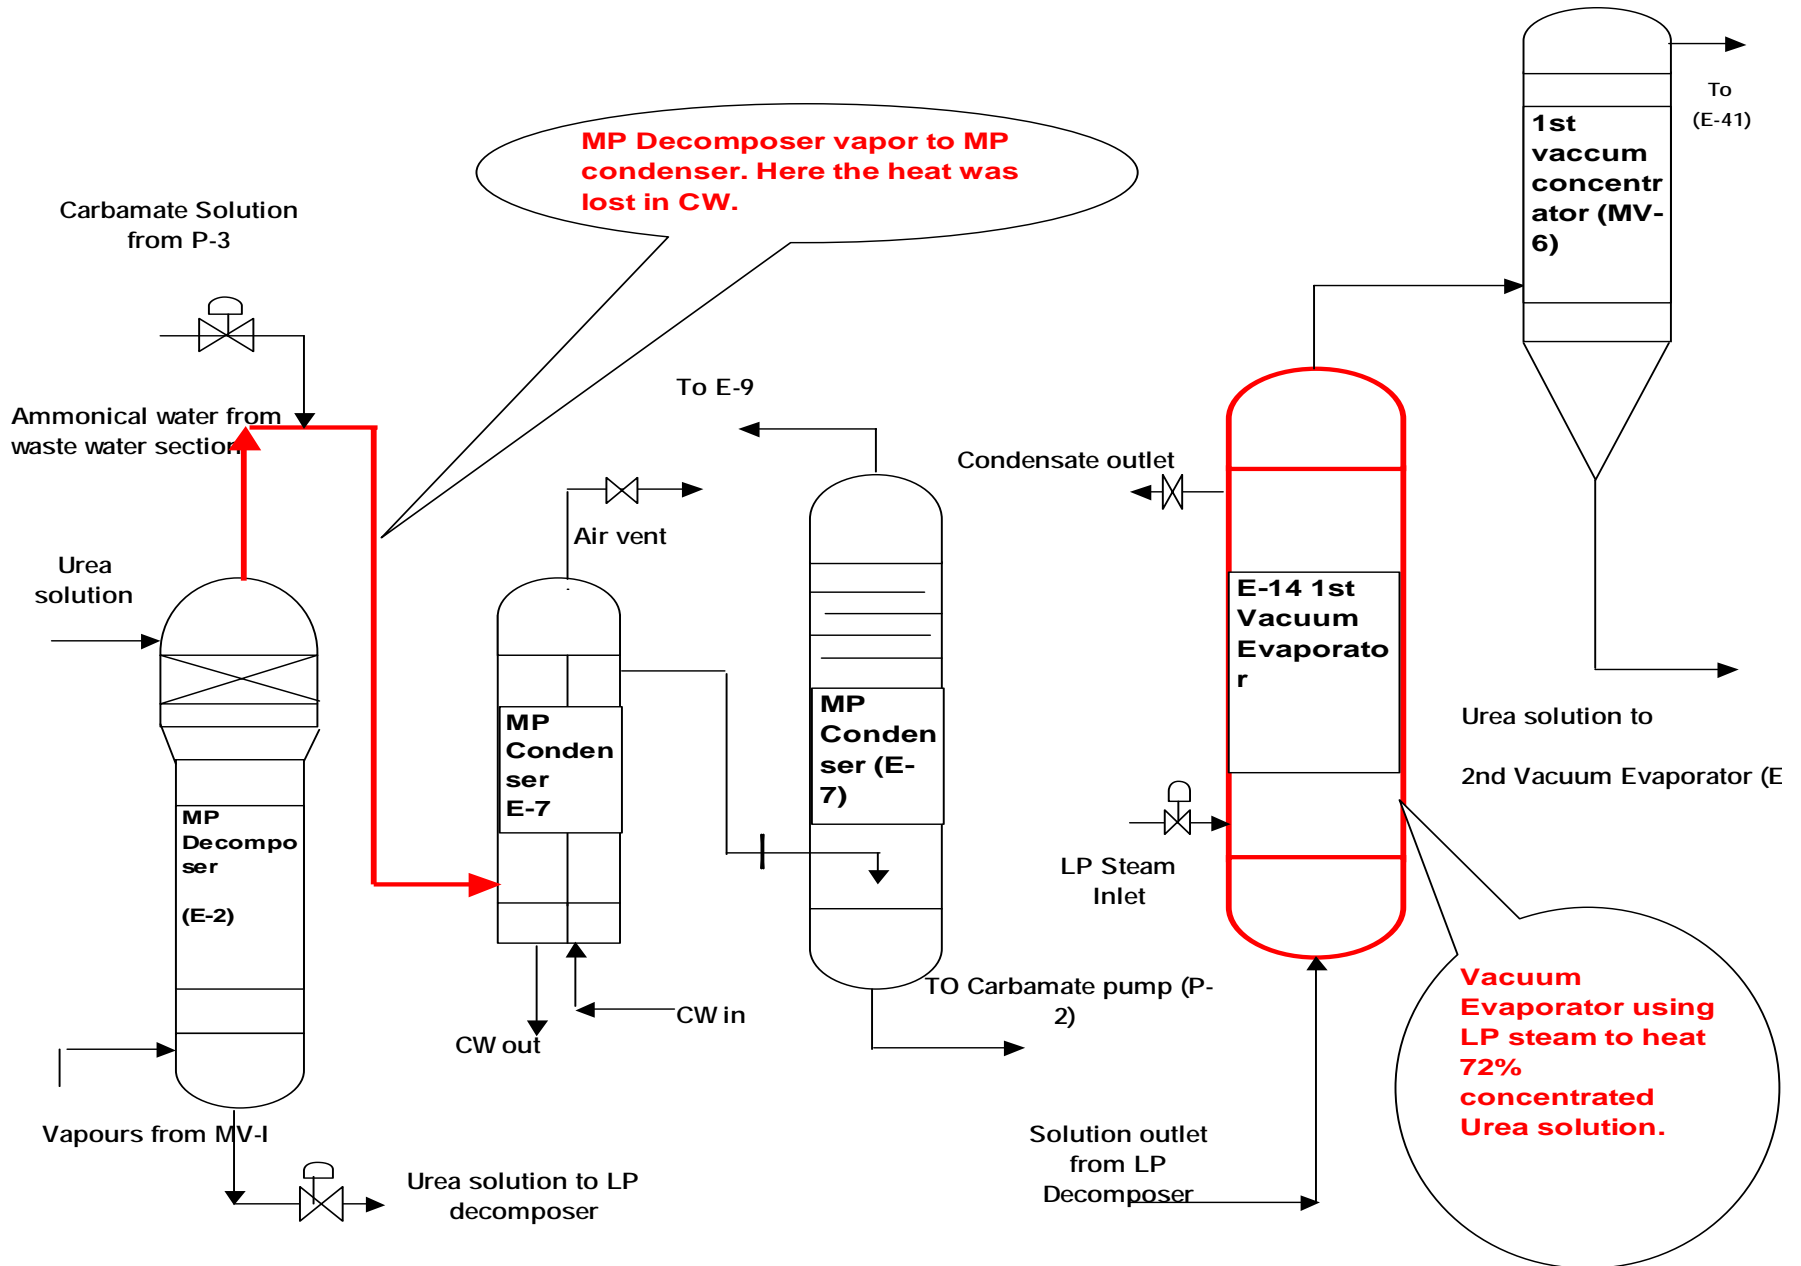 To
(E-41)
1st
vaccum
concentr
ator (MV-
6)
MP Decomposer vapor to MP
condenser. Here the heat was
lost in CW.
Carbamate Solution
from P-3
To E-9
Ammonical water from
waste water section
Condensate outlet
Air vent
Urea
solution
E-14 1st
Vacuum
Evaporato
r
MP
Conden
ser
E-7
MP
Conden
ser (E-
7)
Urea solution to
2nd Vacuum Evaporator (E
MP
Decompo
ser
(E-2)
LP Steam
Inlet
TO Carbamate pump (P-
2)
CW in
CW out
Vacuum
Evaporator using
LP steam to heat
72%
concentrated
Urea solution.
Vapours from MV-I
Solution outlet
from LP
Decomposer
Urea solution to LP
decomposer